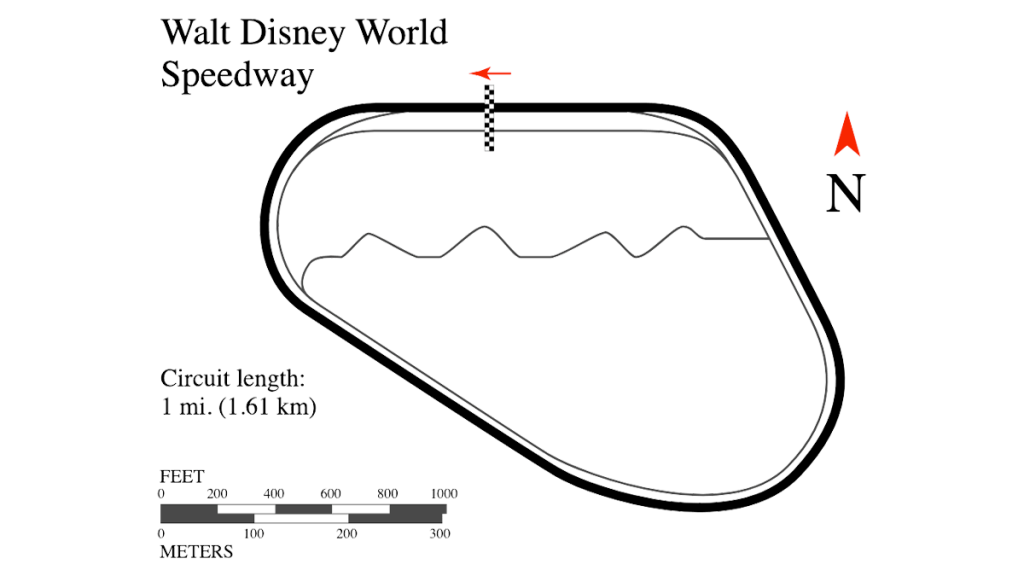 Walt Disney World
Speedway
N
Circuit length:
1 mi. (1.61 km)
FEET
0 200 400 600 800 1000
0 100 200 300
METERS